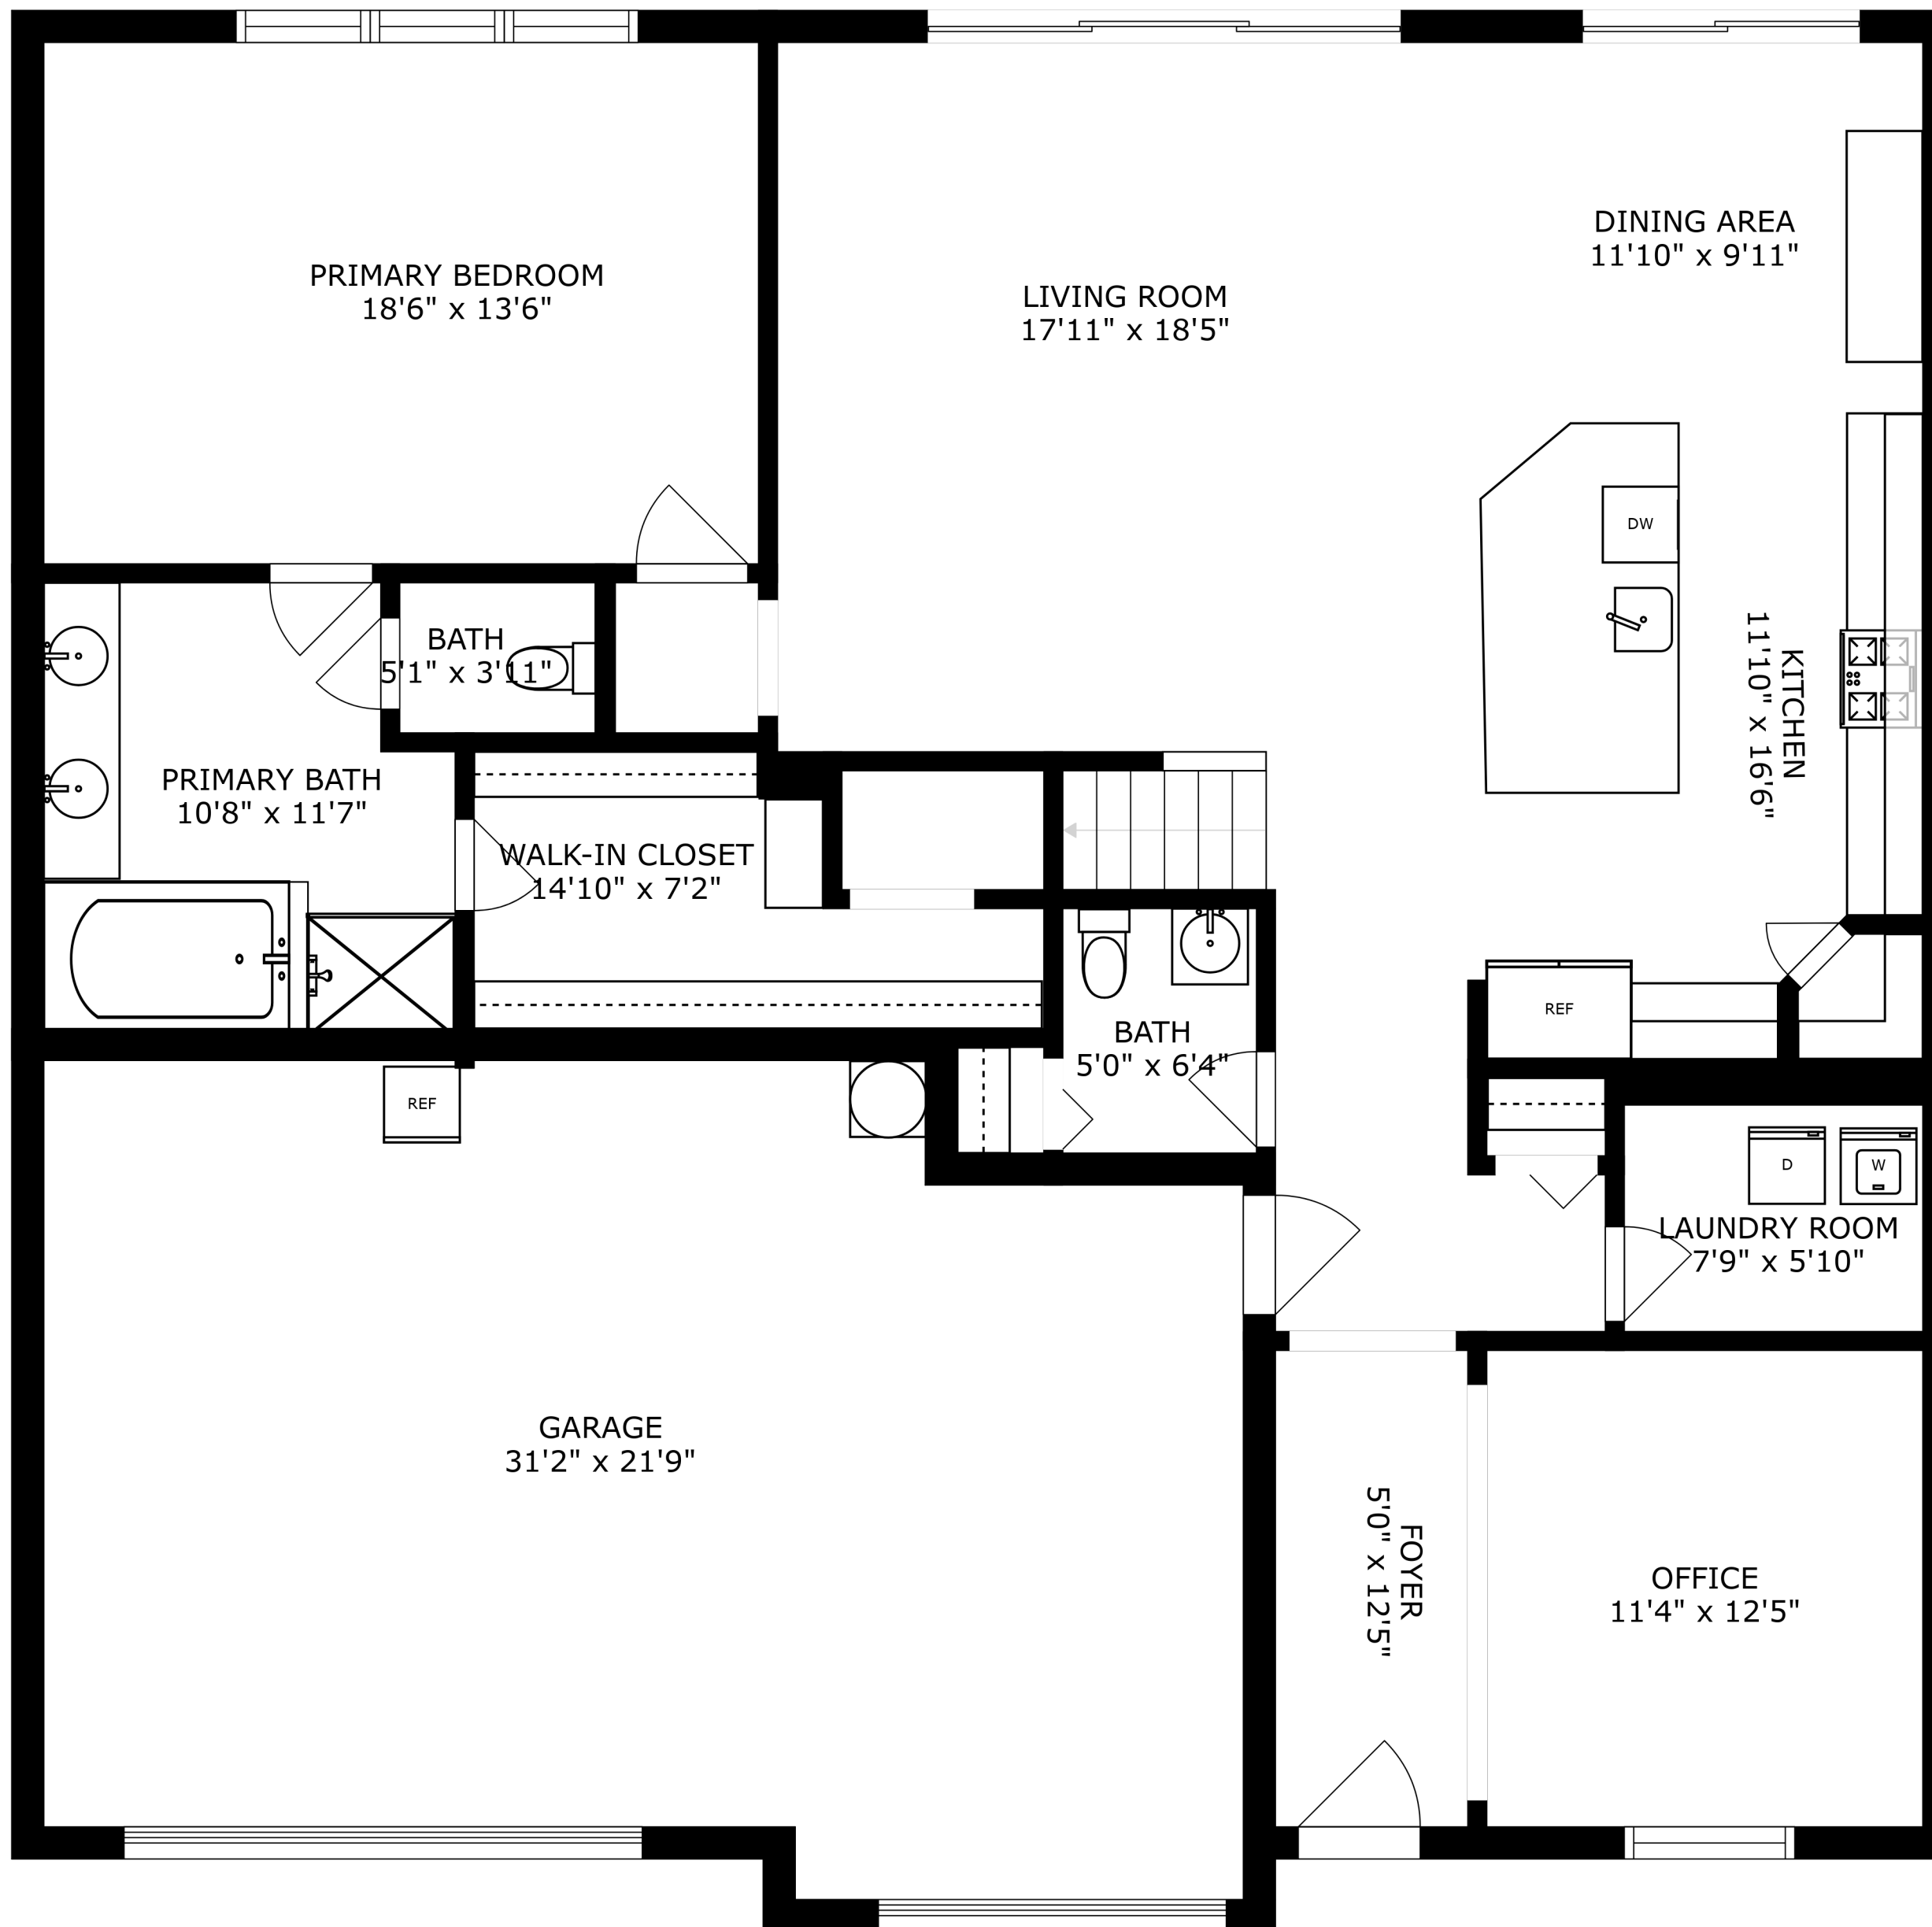 DINING AREA
11'10" x 9'11"
PRIMARY BEDROOM
18'6" x 13'6"
LIVING ROOM
17'11" x 18'5"
DW
BATH
5'1" x 3'11"
KITCHEN
11'10" x 16'6"
PRIMARY BATH
10'8" x 11'7"
WALK-IN CLOSET
14'10" x 7'2"
REF
BATH
5'0" x 6'4"
REF
D
W
LAUNDRY ROOM
7'9" x 5'10"
GARAGE
31'2" x 21'9"
FOYER
5'0" x 12'5"
OFFICE
11'4" x 12'5"